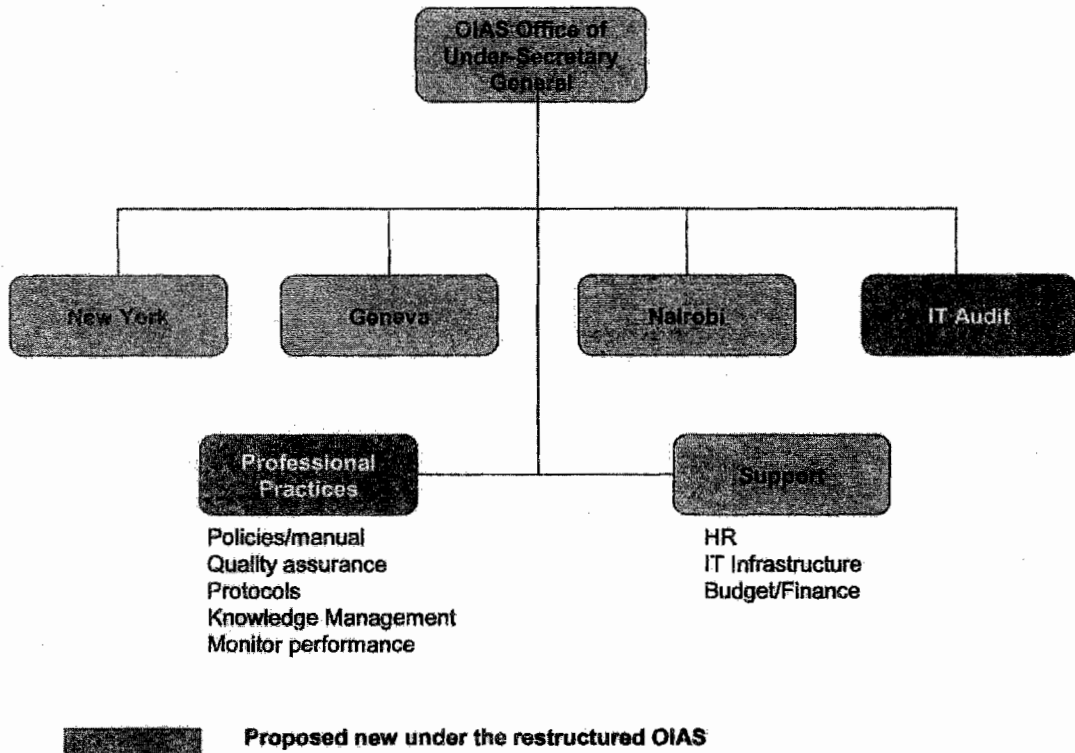 OIAS Office of
Under-Secretary
General
New York
Geneva
Nairobi
IT Audit
Professional
Practices
Policies/manual
Quality assurance
Protocols
Knowledge Management
Monitor performance
Support
HR
IT Infrastructure
Budget/Finance
Proposed new under the restructured OIAS